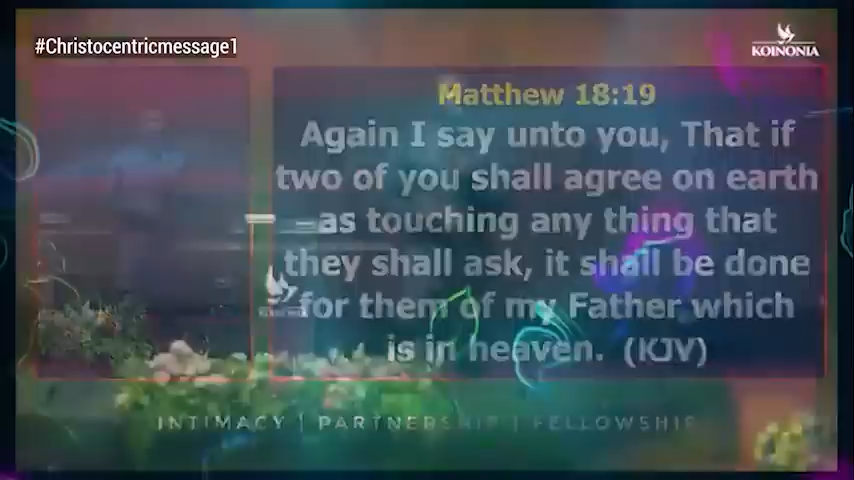 #Christocentricmessage1
KOINONIA
Matthew 18:19
Again I say unto you, That if
two of you shall agree on earth
as touching any thing that
they shall ask, it shall be done
for them of my Father which
is in heaven. (KJV)
INTIMACY | PARTNERSHIP | FELLOWSHIP